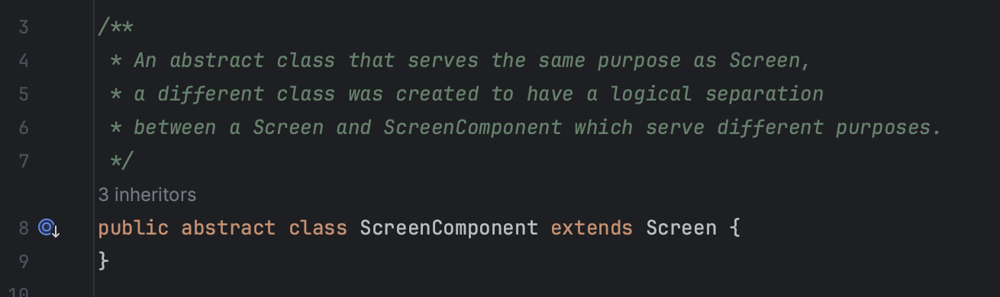 3 /**
4 * An abstract class that serves the same purpose as Screen,
5 * a different class was created to have a logical separation
6 * between a Screen and ScreenComponent which serve different purposes.
7 */
3 inheritors
8 public abstract class ScreenComponent extends Screen {
9 }
10